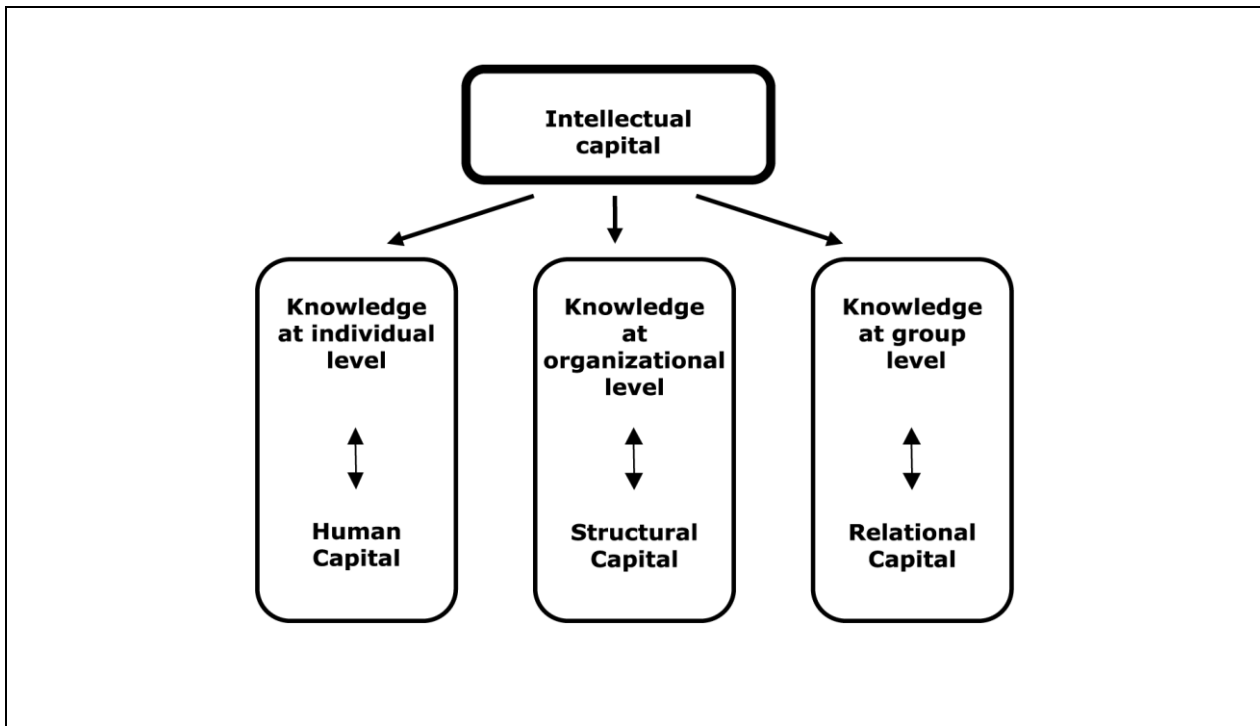 Intellectual
capital
Knowledge
at individual
level
Human
Capital
Knowledge
at
organizational
level
Structural
Capital
Knowledge
at group
level
Relational
Capital